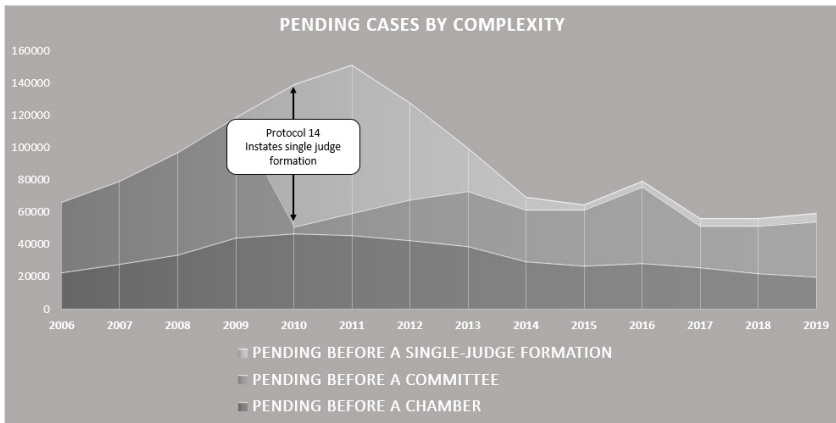 PENDING CASES BY COMPLEXITY
160000
140000
120000
100000
80000
60000
40000
20000
0
Protocol 14
Instates single judge
formation
2006 2007 2008 2009 2010 2011 2012 2013 2014 2015 2016 2017 2018 2019
PENDING BEFORE A SINGLE-JUDGE FORMATION
PENDING BEFORE A COMMITTEE
PENDING BEFORE A CHAMBER